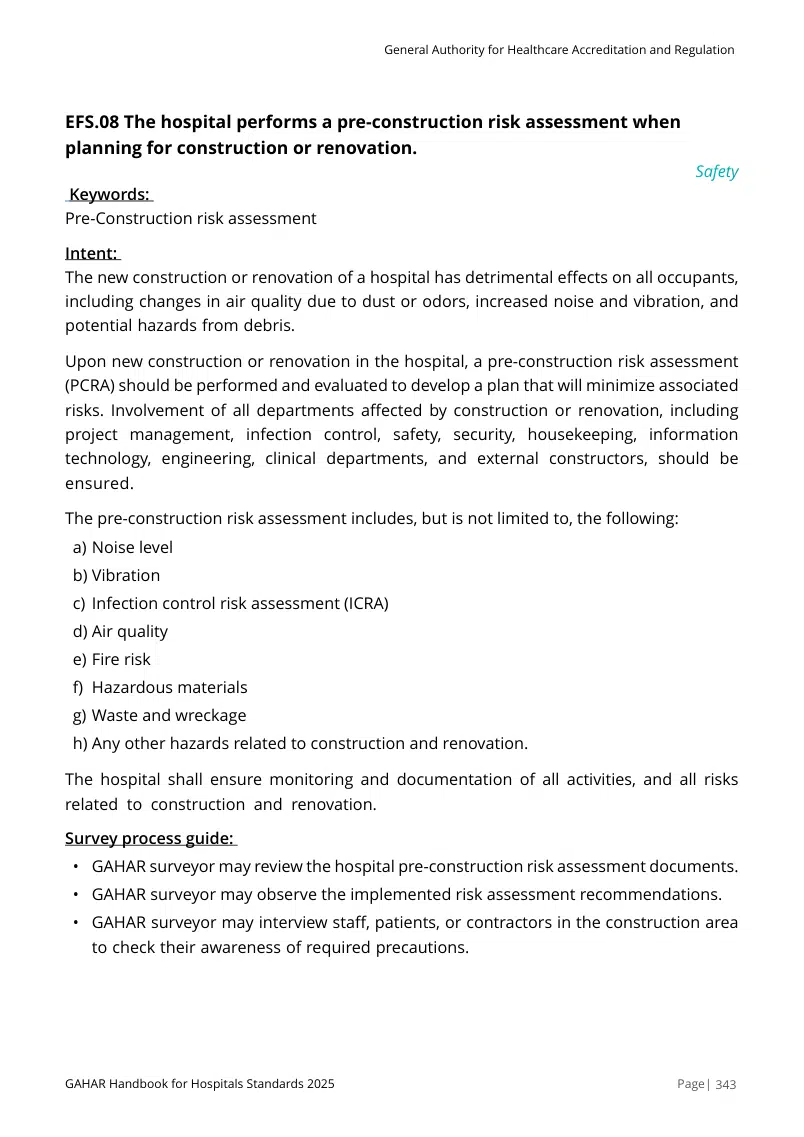 General Authority for Healthcare Accreditation and Regulation
EFS.08 The hospital performs a pre-construction risk assessment when
planning for construction or renovation.
Safety
Keywords:
Pre-Construction risk assessment
Intent:
The new construction or renovation of a hospital has detrimental effects on all occupants,
including changes in air quality due to dust or odors, increased noise and vibration, and
potential hazards from debris.
Upon new construction or renovation in the hospital, a pre-construction risk assessment
(PCRA) should be performed and evaluated to develop a plan that will minimize associated
risks. Involvement of all departments affected by construction or renovation, including
project management, infection control, safety, security, housekeeping, information
technology, engineering, clinical departments, and external constructors, should be
ensured.
The pre-construction risk assessment includes, but is not limited to, the following:
a) Noise level
b) Vibration
c) Infection control risk assessment (ICRA)
d) Air quality
e) Fire risk
f) Hazardous materials
g) Waste and wreckage
h) Any other hazards related to construction and renovation.
The hospital shall ensure monitoring and documentation of all activities, and all risks
related to construction and renovation.
Survey process guide:
• GAHAR surveyor may review the hospital pre-construction risk assessment documents.
• GAHAR surveyor may observe the implemented risk assessment recommendations.
• GAHAR surveyor may interview staff, patients, or contractors in the construction area
to check their awareness of required precautions.
GAHAR Handbook for Hospitals Standards 2025
Page| 343